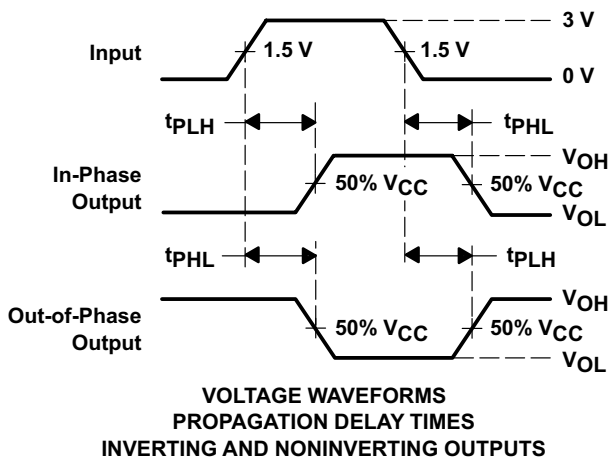 3 V
Input
1.5 V
1.5 V
0 V
tPLH
tPHL
VOH
In-Phase
Output
50% VCC
50% VCC
VOL
tPHL
tPLH
VOH
Out-of-Phase
Output
50% VCC
50% VCC
VOL
VOLTAGE WAVEFORMS
PROPAGATION DELAY TIMES
INVERTING AND NONINVERTING OUTPUTS